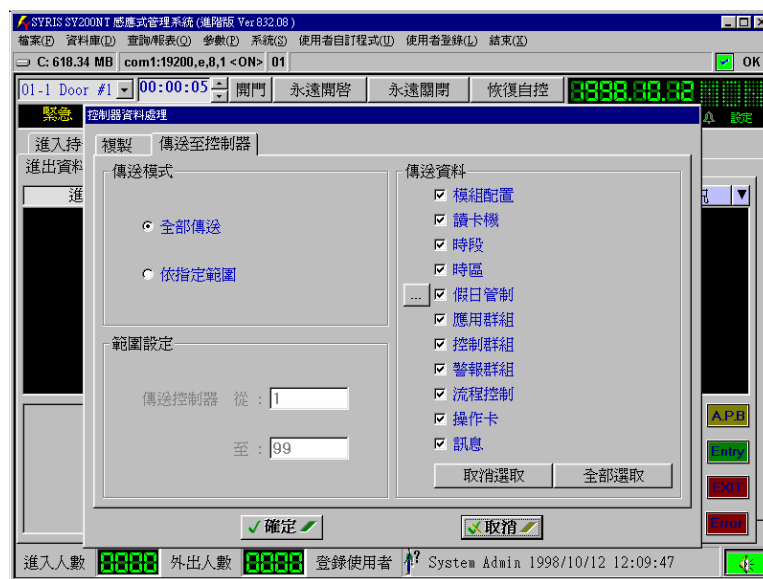 SYRIS SY200NT 感應式管理系統 (進階版 Ver 8.32.08 )
檔案(F) 資料庫(D) 查詢/報表(Q) 參數(P) 系統(S) 使用者自訂程式(U) 使用者登錄(L) 結束(X)
C: 618.34 MB com1:19200,e,8,1 <ON> 01 OK
01-1 Door #1 00:00:05 開門 永遠開啓 永遠關閉 恢復自控
緊急 設定
控制器資料處理
進入持 複製 傳送至控制器
進出資料 傳送模式 傳送資料
進 模組配置
讀卡機
全部傳送
時段
依指定範圍 時區
... 假日管制
應用群組
範圍設定 控制群組
警報群組
傳送控制器 從 : 1 流程控制
操作卡 A.P.B
至 : 99 訊息 Entry
取消選取 全部選取
EXIT
確定 取消 Error
進入人數 8888 外出人數 8888 登錄使用者 System Admin 1998/10/12 12:09:47